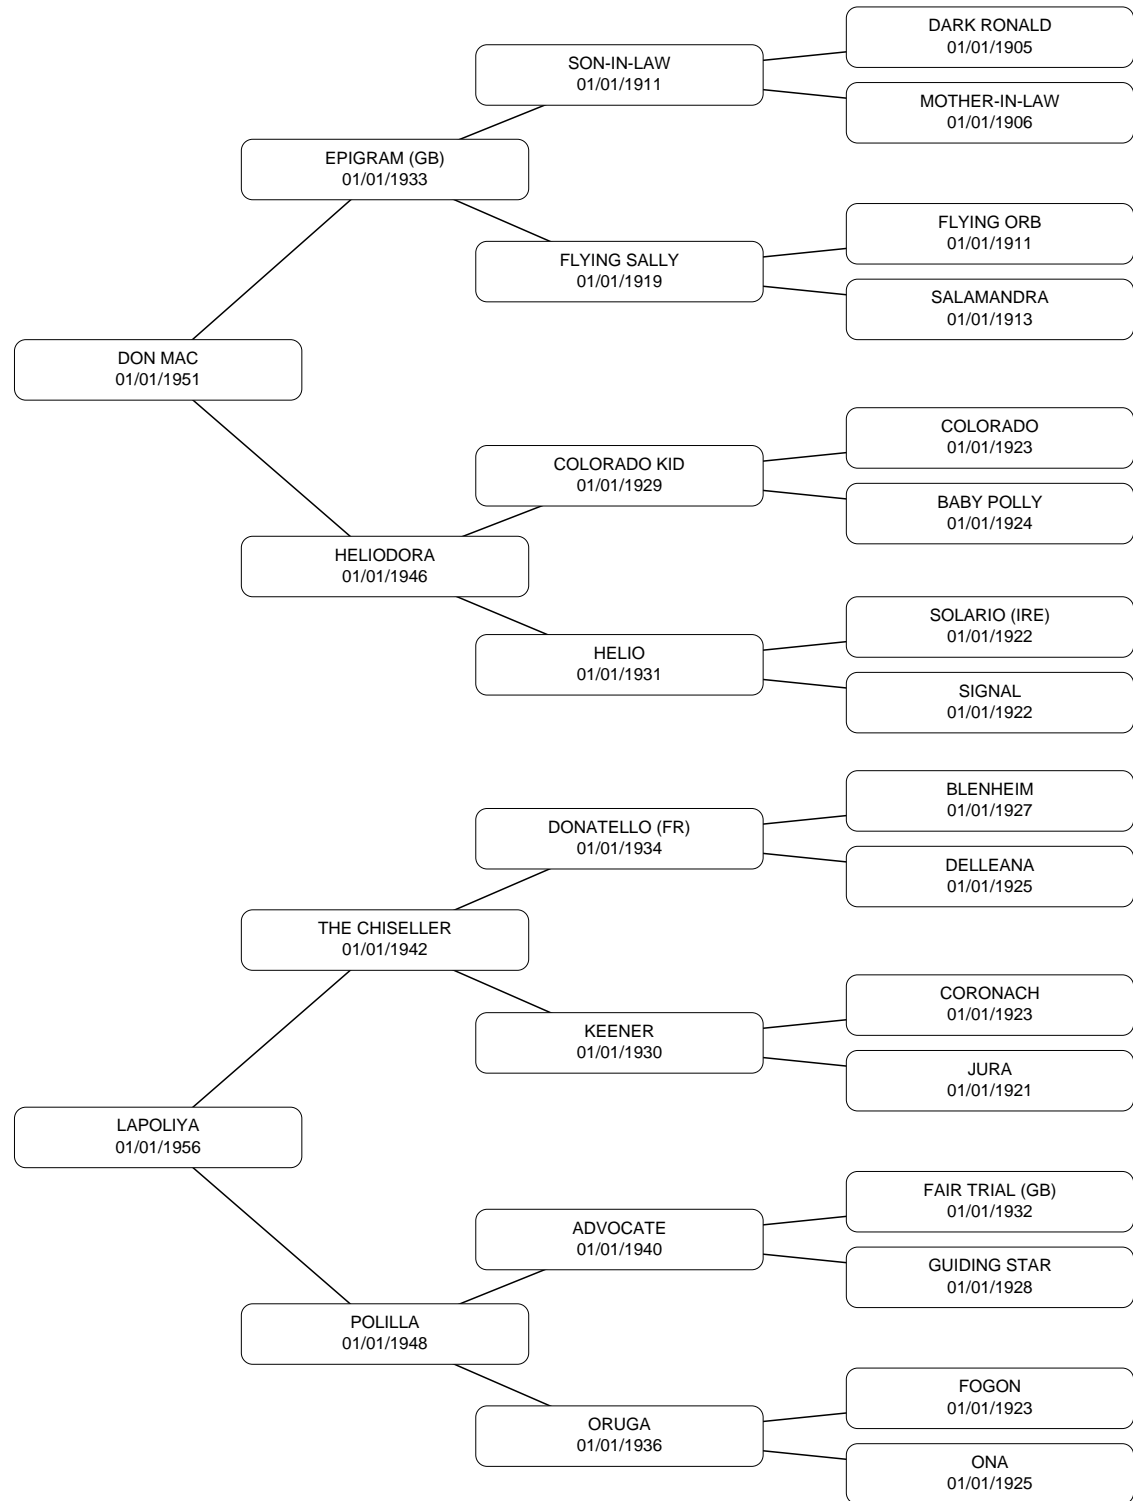 DARK RONALD
01/01/1905
SON-IN-LAW
01/01/1911
MOTHER-IN-LAW
01/01/1906
EPIGRAM (GB)
01/01/1933
FLYING ORB
01/01/1911
FLYING SALLY
01/01/1919
SALAMANDRA
01/01/1913
DON MAC
01/01/1951
COLORADO
01/01/1923
COLORADO KID
01/01/1929
BABY POLLY
01/01/1924
HELIODORA
01/01/1946
SOLARIO (IRE)
01/01/1922
HELIO
01/01/1931
SIGNAL
01/01/1922
BLENHEIM
01/01/1927
DONATELLO (FR)
01/01/1934
DELLEANA
01/01/1925
THE CHISELLER
01/01/1942
CORONACH
01/01/1923
KEENER
01/01/1930
JURA
01/01/1921
LAPOLIYA
01/01/1956
FAIR TRIAL (GB)
01/01/1932
ADVOCATE
01/01/1940
GUIDING STAR
01/01/1928
POLILLA
01/01/1948
FOGON
01/01/1923
ORUGA
01/01/1936
ONA
01/01/1925